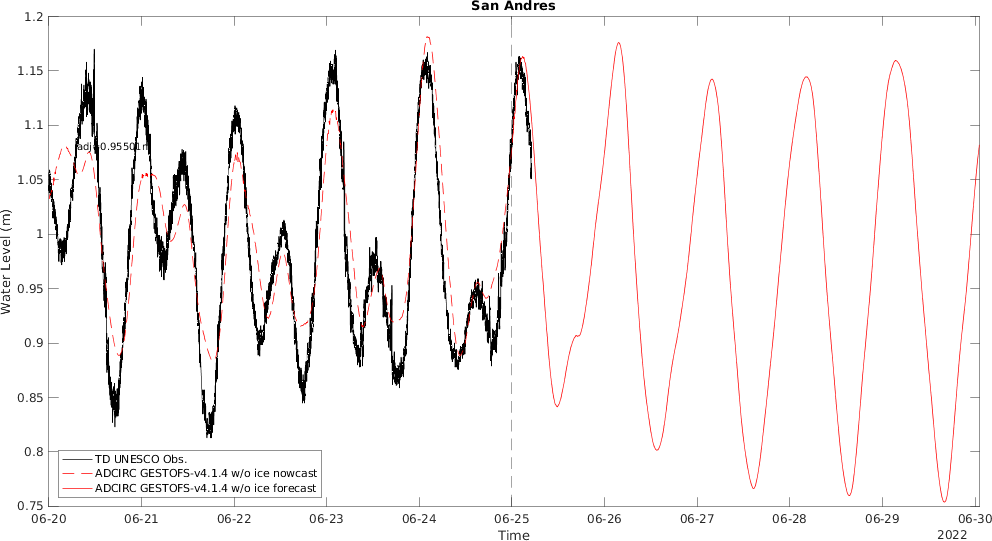 San Andres
1.2
1.15
1.1
1.05
1
0.95
0.9
0.85
0.8
0.75
Water Level (m)
adj=0.95501m
TD UNESCO Obs.
ADCIRC GESTOFS-v4.1.4 w/o ice nowcast
ADCIRC GESTOFS-v4.1.4 w/o ice forecast
06-20 06-21 06-22 06-23 06-24 06-25 06-26 06-27 06-28 06-29 06-30
Time
2022